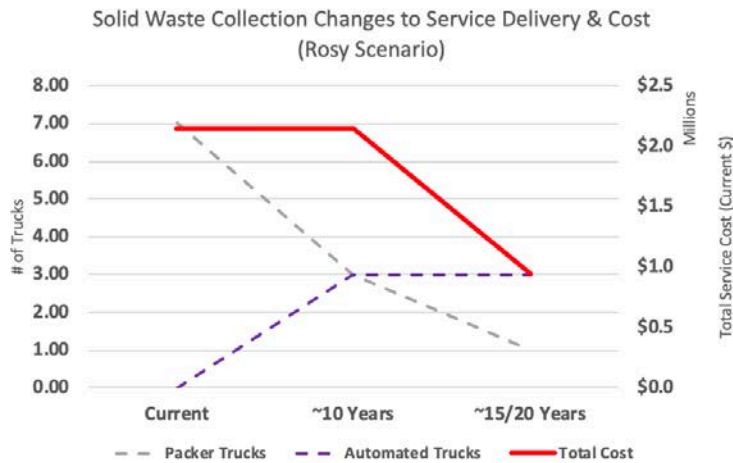 Solid Waste Collection Changes to Service Delivery & Cost
(Rosy Scenario)
8.00
7.00
6.00
5.00
4.00
3.00
2.00
1.00
0.00
# of Trucks
$2.5
$2.0
$1.5
$1.0
$0.5
$0.0
Millions
Total Service Cost (Current $)
Current
~10 Years
~15/20 Years
Packer Trucks
Automated Trucks
Total Cost